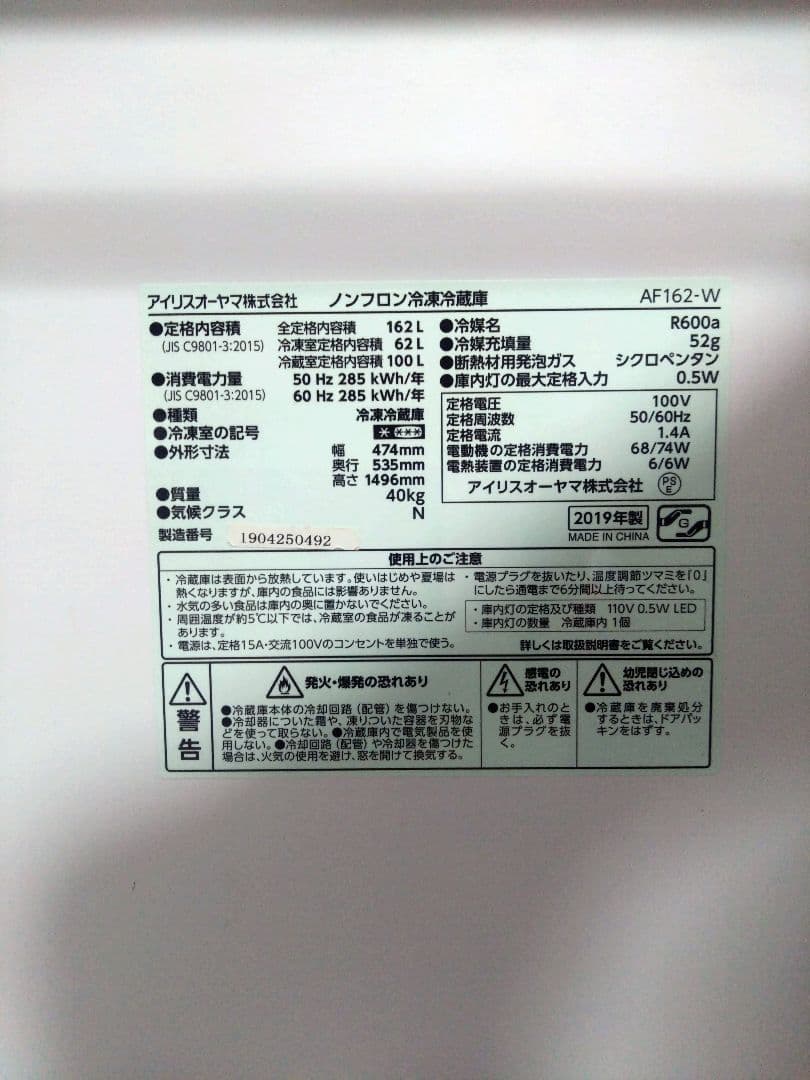 アイリスオーヤマ株式会社 ノンフロン冷凍冷蔵庫 AF162-W
●定格内容積 全定格内容積 162L
(JIS C9801-3:2015) 冷凍室定格内容積 62L
冷蔵室定格内容積 100L
●消費電力量 50 Hz 285 kWh/年
(JIS C9801-3:2015) 60 Hz 285 kWh/年
●種類 冷凍冷蔵庫
●冷凍室の記号 ****
●外形寸法 幅 474mm
奥行 535mm
高さ 1496mm
●質量 40kg
●気候クラス N
製造番号 1904250492
●冷媒名 R600a
●冷媒充填量 52g
●断熱材用発泡ガス シクロペンタン
●庫内灯の最大定格入力 0.5W
定格電圧 100V
定格周波数 50/60Hz
定格電流 1.4A
電動機の定格消費電力 68/74W
電熱装置の定格消費電力 6/6W
アイリスオーヤマ株式会社 PSE
2019年製
MADE IN CHINA
G
使用上のご注意
・冷蔵庫は表面から放熱しています。使いはじめや夏場は
熱くなりますが、庫内の食品には影響ありません。
・水気の多い食品は庫内の奥に置かないでください。
・周囲温度が約5℃以下では、冷蔵室の食品が凍ることが
あります。
・電源は、定格15A・交流100Vのコンセントを単独で使う。
・電源プラグを抜いたり、温度調節ツマミを「0」
にしたら通電まで6分間以上待ってください。
・庫内灯の定格及び種類 110V 0.5W LED
・庫内灯の数量 冷蔵庫内 1個
詳しくは取扱説明書をご覧ください。
警告
発火・爆発の恐れあり
●冷蔵庫本体の冷却回路(配管)を傷つけない。
●冷却器についた霜や、凍りついた容器を刃物な
どを使って取らない。●冷蔵庫内で電気製品を使
用しない。●冷却回路(配管)や冷却器を傷つけた
場合は、火気の使用を避け、窓を開けて換気する。
感電の
恐れあり
●お手入れのと
きは、必ず電
源プラグを抜
く。
幼児閉じ込めの
恐れあり
●冷蔵庫を廃棄処分
するときは、ドアパッ
キンをはずす。